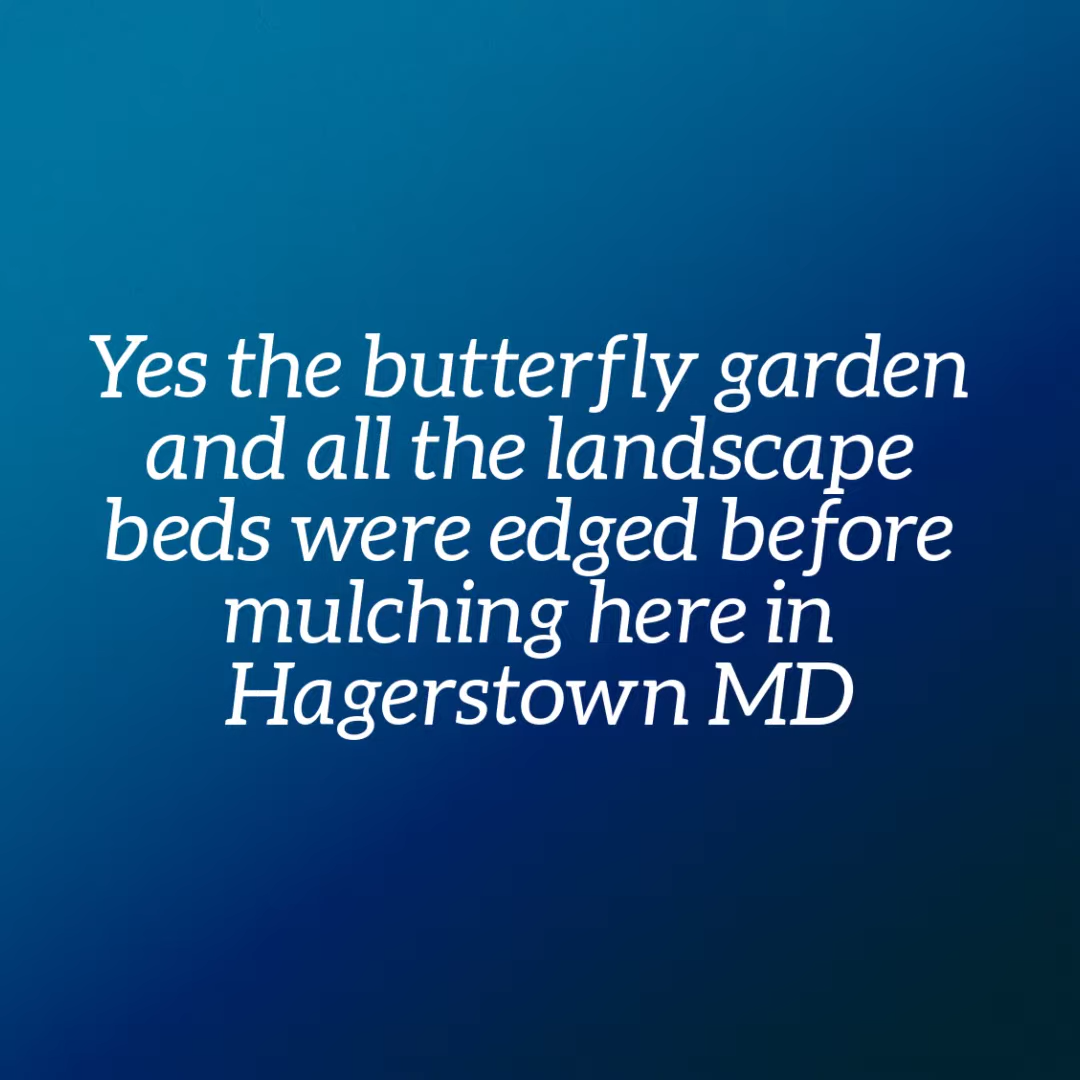 Yes the butterfly garden
and all the landscape
beds were edged before
mulching here in
Hagerstown MD